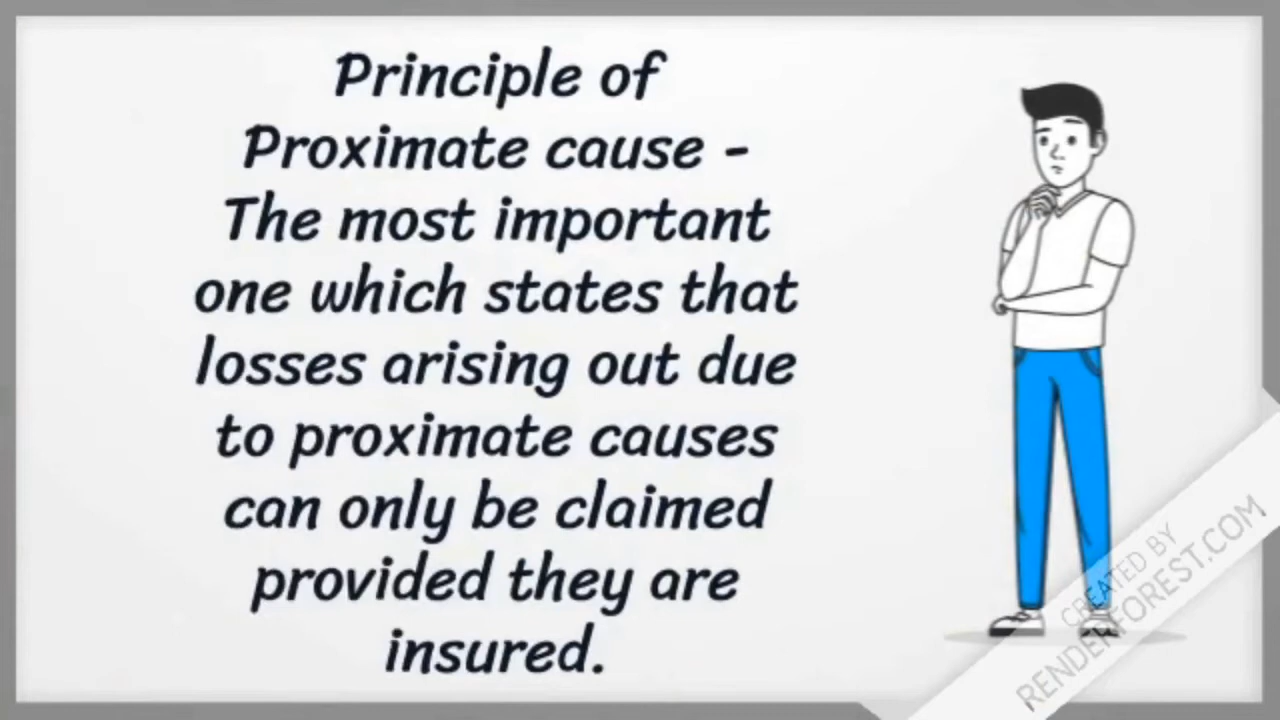 Principle of
Proximate cause -
The most important
one which states that
losses arising out due
to proximate causes
can only be claimed
provided they are
insured.
CREATED BY
RENDERFOREST.COM